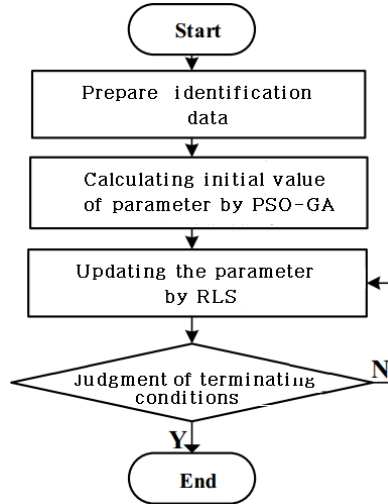 Start
Prepare identification
data
Calculating initial value
of parameter by PSO-GA
Updating the parameter
by RLS
Judgment of terminating
conditions
N
Y
End